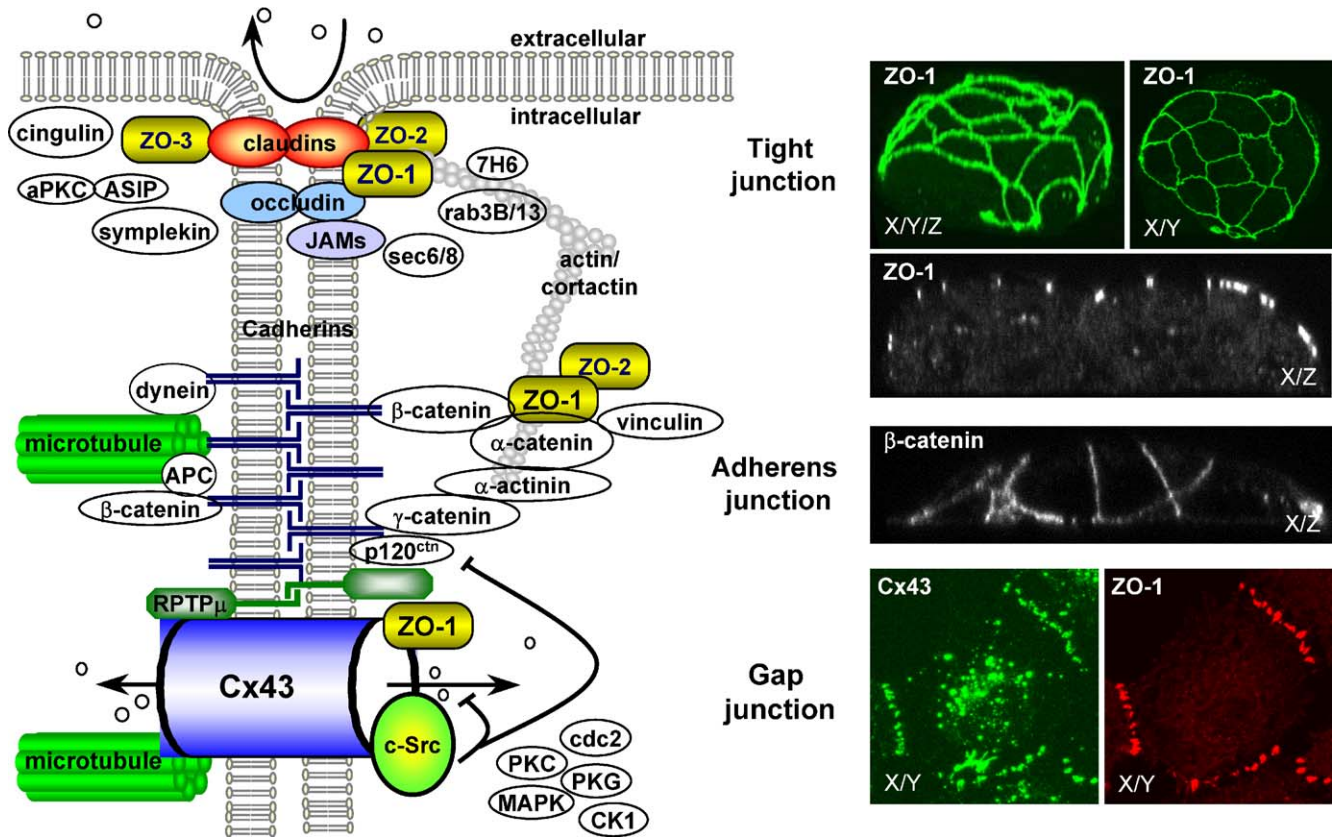 extracellular
intracellular
cingulin
ZO-3
claudins
ZO-2
ZO-1
7H6
aPKC
ASIP
occludin
rab3B/13
symplekin
JAMs
sec6/8
actin/
cortactin
Tight
junction
Cadherins
dynein
β-catenin
ZO-1
ZO-2
vinculin
microtubule
α-catenin
APC
α-actinin
β-catenin
γ-catenin
p120ctn
Adherens
junction
RPTPμ
ZO-1
Cx43
c-Src
microtubule
cdc2
PKC
PKG
MAPK
CK1
Gap
junction
ZO-1
X/Y/Z
ZO-1
X/Y
ZO-1
X/Z
β-catenin
X/Z
Cx43
X/Y
ZO-1
X/Y